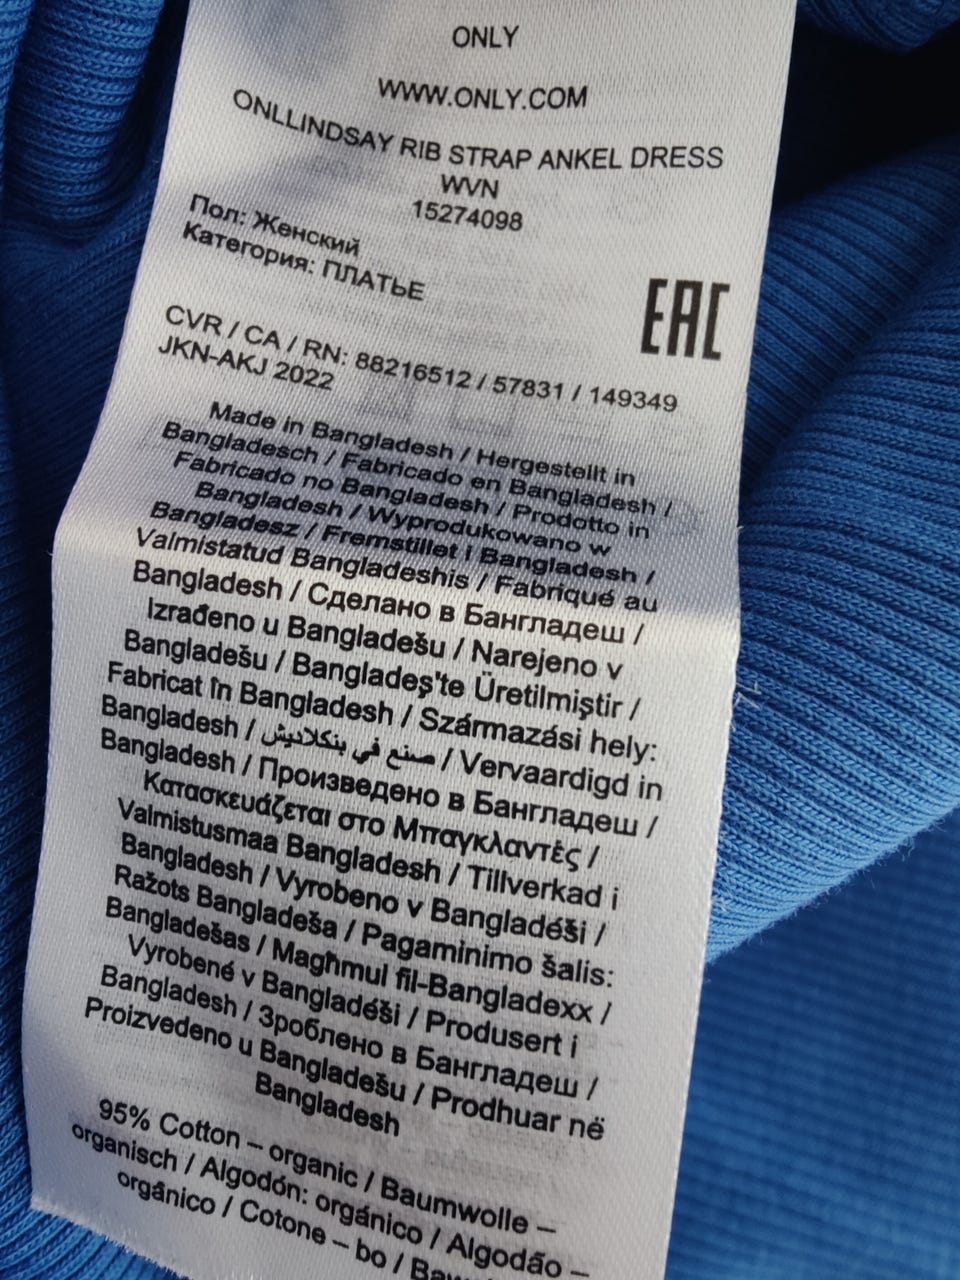 ONLY
WWW.ONLY.COM
ONLLINDSAY RIB STRAP ANKEL DRESS
WVN
15274098
Пол: Женский
Категория: ПЛАТЬЕ
EAC
CVR / CA / RN: 88216512 / 57831 / 149349
JKN-AKJ 2022
Made in Bangladesh / Hergestellt in
Bangladesch / Fabricado en Bangladesh /
Fabricado no Bangladesh / Prodotto in
Bangladesh / Wyprodukowano w
Bangladesz / Fremstillet i Bangladesh /
Valmistatud Bangladeshis / Fabriqué au
Bangladesh / Сделано в Бангладеш /
Izrađeno u Bangladešu / Narejeno v
Bangladešu / Bangladeş'te Üretilmiştir /
Fabricat în Bangladesh / Származási hely:
Bangladesh / صنع في بنكلاديش / Vervaardigd in
Bangladesh / Произведено в Бангладеш /
Κατασκευάζεται στο Μπαγκλαντές /
Valmistusmaa Bangladesh / Tillverkad i
Bangladesh / Vyrobeno v Bangladéši /
Ražots Bangladeša / Pagaminimo šalis:
Bangladešas / Magħmul fil-Bangladexx /
Vyrobené v Bangladéši / Produsert i
Bangladesh / Зроблено в Бангладеш /
Proizvedeno u Bangladešu / Prodhuar në
Bangladesh
95% Cotton – organic / Baumwolle –
organisch / Algodón: orgánico / Algodão –
orgânico / Cotone – bo /